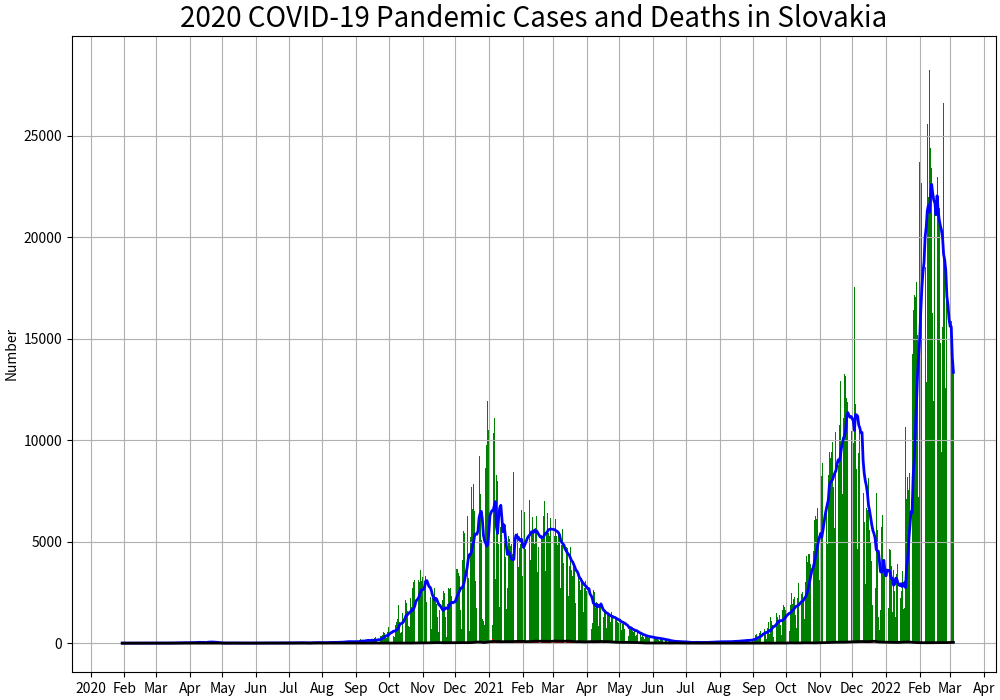 2020 COVID-19 Pandemic Cases and Deaths in Slovakia
Number
25000
20000
15000
10000
5000
0
2020 Feb Mar Apr May Jun Jul Aug Sep Oct Nov Dec 2021 Feb Mar Apr May Jun Jul Aug Sep Oct Nov Dec 2022 Feb Mar Apr